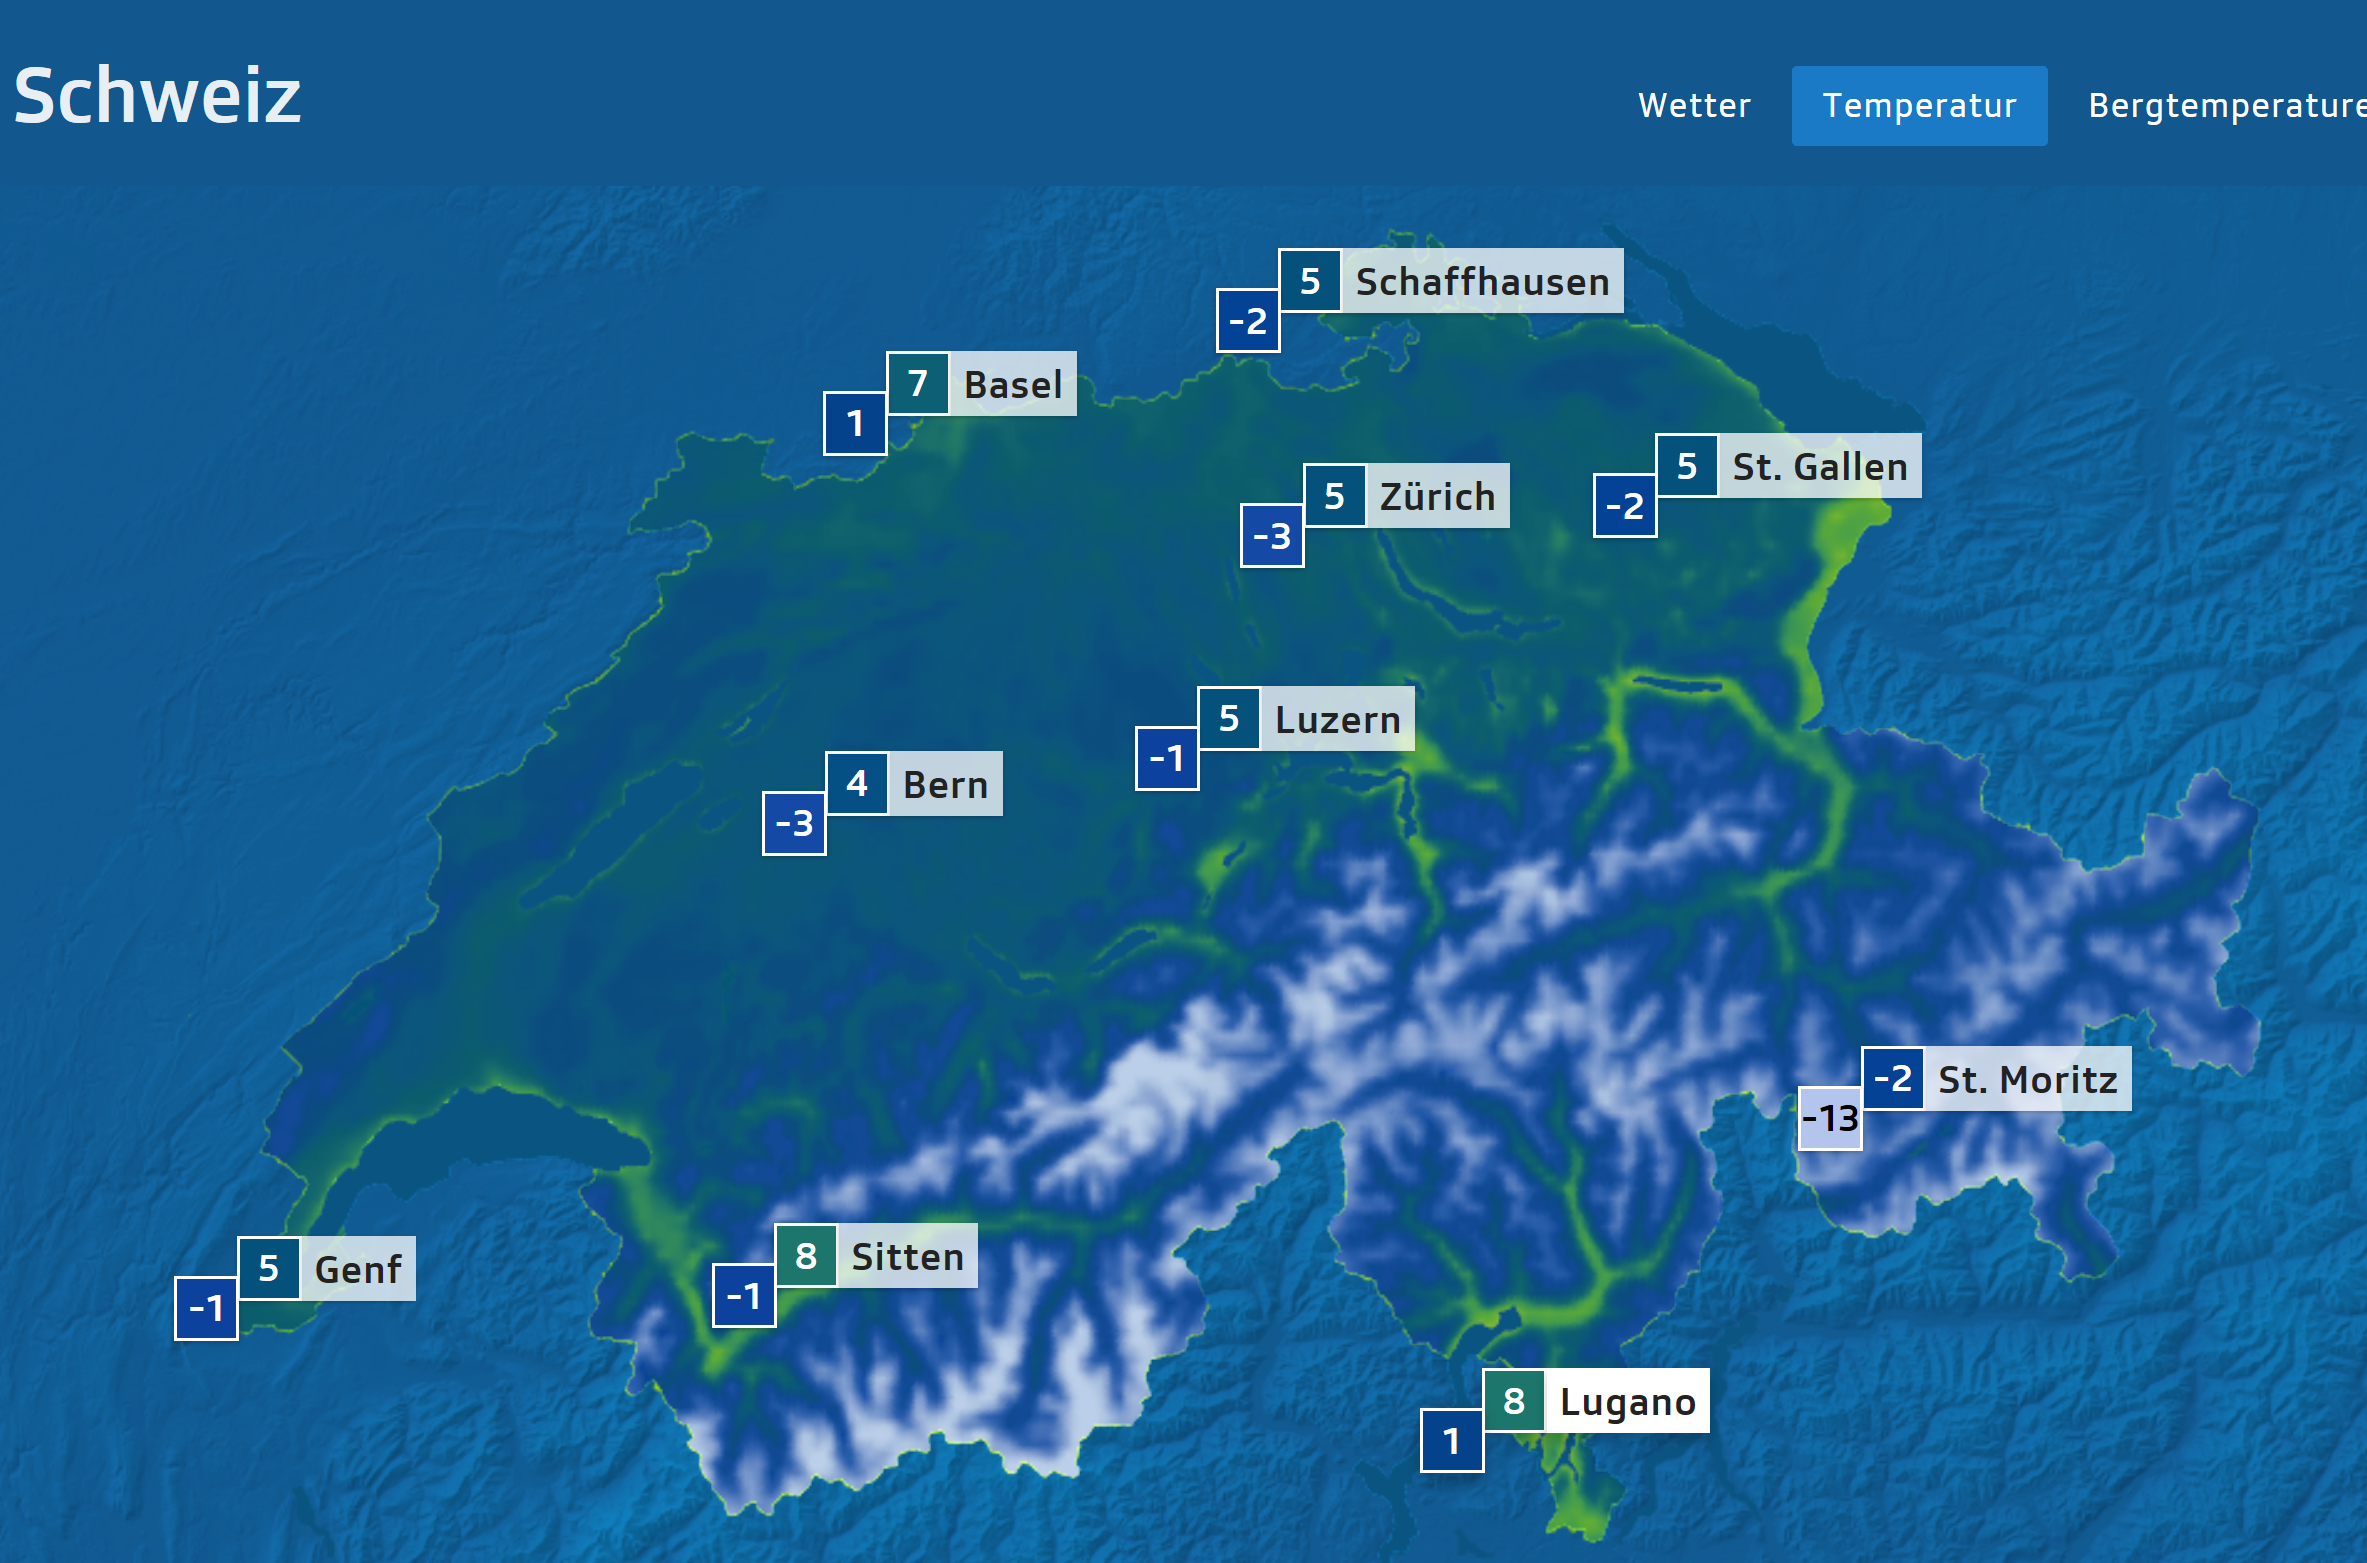 Schweiz
Wetter Temperatur Bergtemperature
5 Schaffhausen
-2
7 Basel
1
5 St. Gallen
-2
5 Zürich
-3
5 Luzern
-1
4 Bern
-3
-2 St. Moritz
-13
8 Sitten
-1
5 Genf
-1
8 Lugano
1